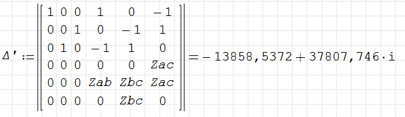 1 0 0 1 0 −1
0 0 1 0 −1 1
0 1 0 −1 1 0
Δ' := 0 0 0 0 0 Zac = −13858,5372 + 37807,746·i
0 0 0 Zab Zbc Zac
0 0 0 0 Zbc 0